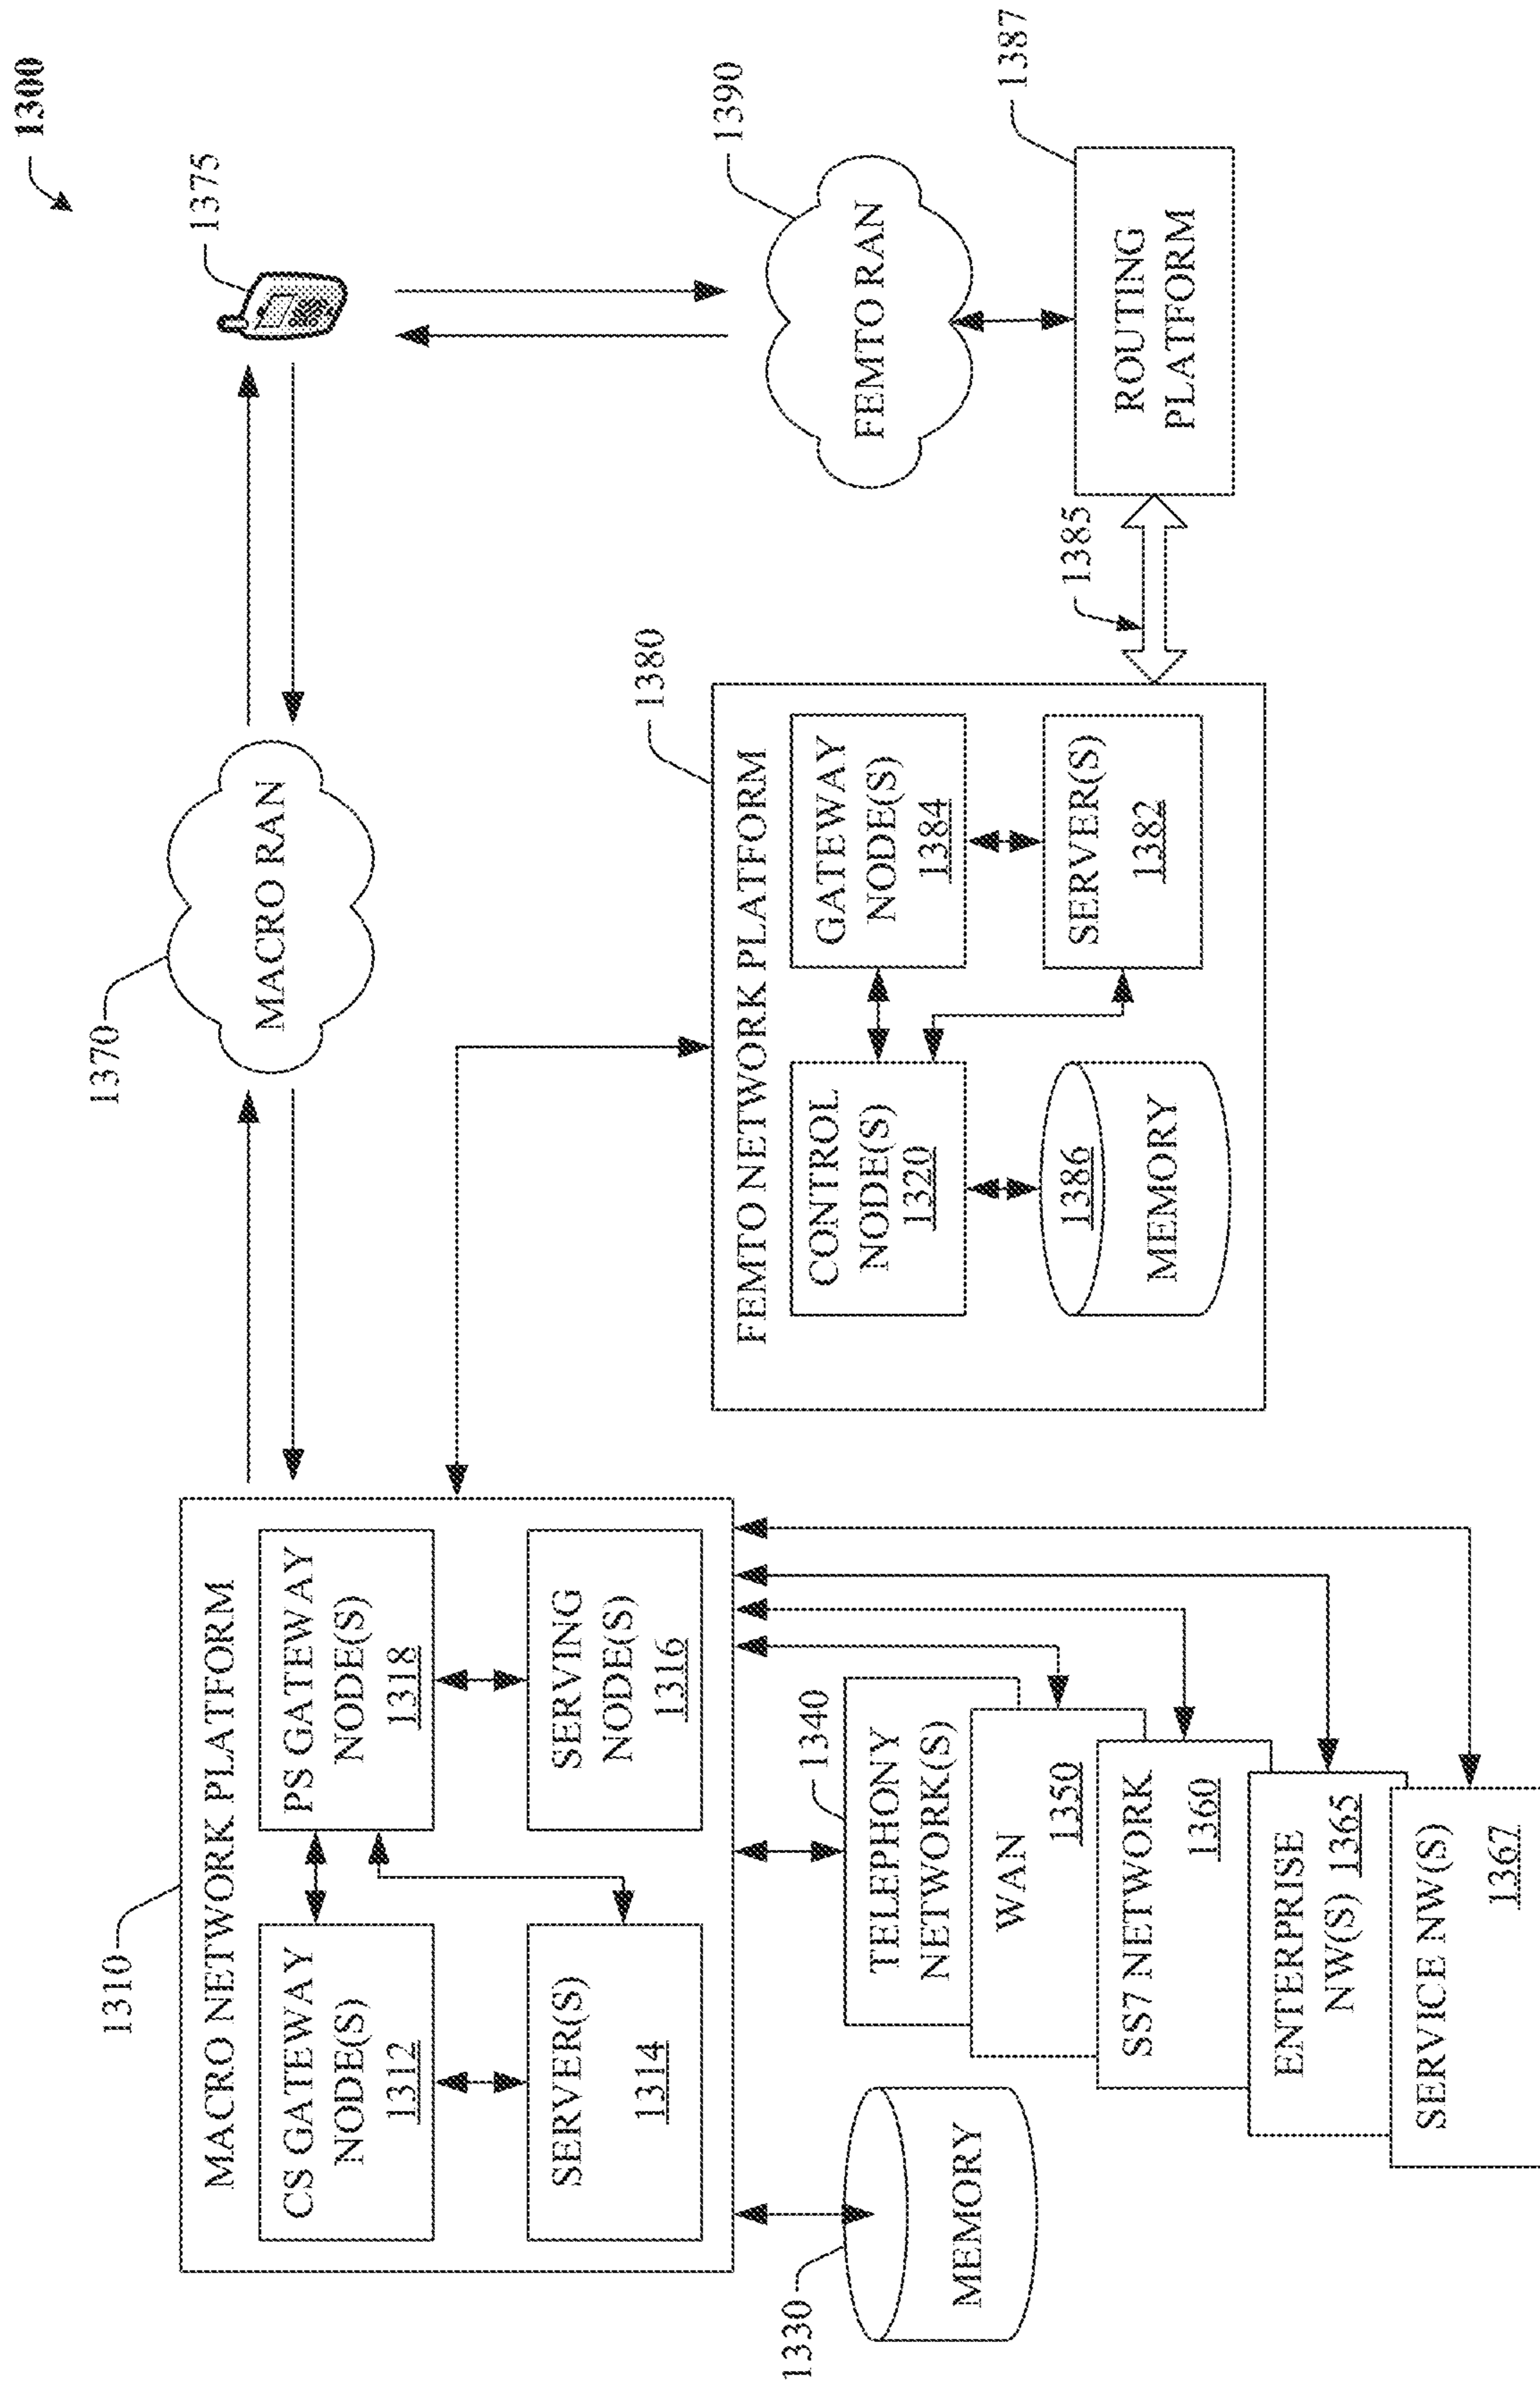 1300
1310
MACRO NETWORK PLATFORM
CS GATEWAY
NODE(S)
1312
PS GATEWAY
NODE(S)
1318
SERVER(S)
1314
SERVING
NODE(S)
1316
1370
MACRO RAN
1375
1330
MEMORY
1340
TELEPHONY
NETWORK(S)
WAN
1350
SS7 NETWORK
1360
ENTERPRISE
NW(S) 1365
SERVICE NW(S)
1367
1380
FEMTO NETWORK PLATFORM
CONTROL
NODE(S)
1320
GATEWAY
NODE(S)
1384
1386
MEMORY
SERVER(S)
1382
1385
1390
FEMTO RAN
1387
ROUTING
PLATFORM